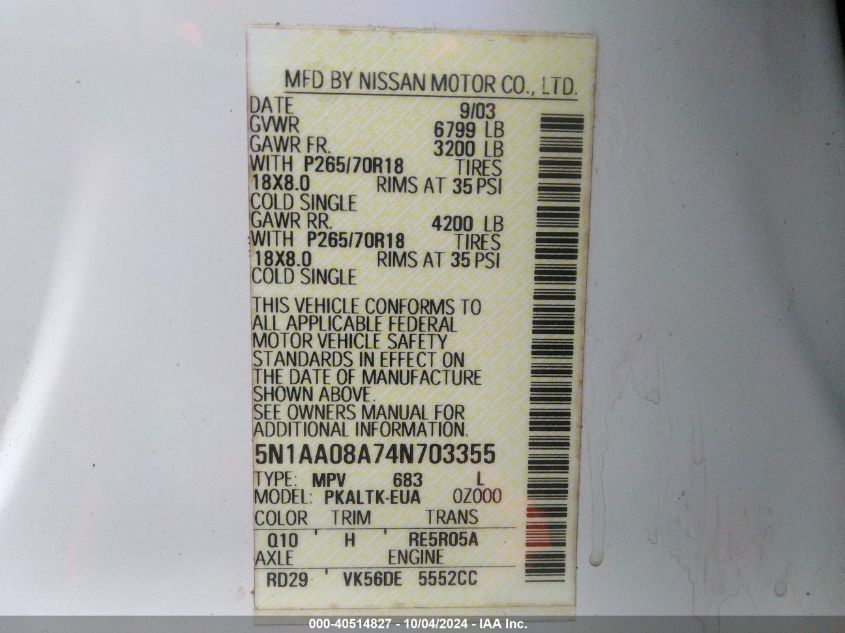 MFD BY NISSAN MOTOR CO., LTD.
DATE 9/03
GVWR 6799 LB
GAWR FR. 3200 LB
WITH P265/70R18 TIRES
18X8.0 RIMS AT 35 PSI
COLD SINGLE
GAWR RR. 4200 LB
WITH P265/70R18 TIRES
18X8.0 RIMS AT 35 PSI
COLD SINGLE
THIS VEHICLE CONFORMS TO
ALL APPLICABLE FEDERAL
MOTOR VEHICLE SAFETY
STANDARDS IN EFFECT ON
THE DATE OF MANUFACTURE
SHOWN ABOVE.
SEE OWNERS MANUAL FOR
ADDITIONAL INFORMATION.
5N1AA08A74N703355
TYPE: MPV 683 L
MODEL: PKALTK-EUA 0Z000
COLOR TRIM TRANS
Q10 H RE5R05A
AXLE ENGINE
RD29 VK56DE 5552CC
000-40514827 - 10/04/2024 - IAA Inc.